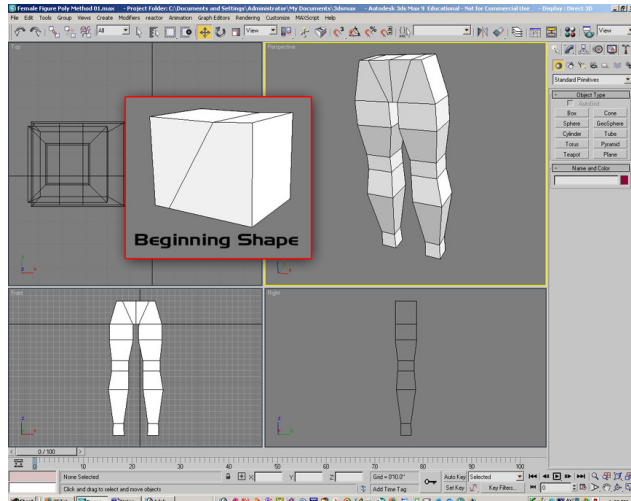 Female Figure Poly Method 01.max - Project Folder: C:\Documents and Settings\Administrator\My Documents\3dsmax - Autodesk 3ds Max 9 Educational - Not for Commercial Use - Display : Direct 3D
File Edit Tools Group Views Create Modifiers reactor Animation Graph Editors Rendering Customize MAXScript Help
All View View
Top Perspective
Standard Primitives
Object Type
AutoGrid
Box Cone
Sphere GeoSphere
Cylinder Tube
Torus Pyramid
Teapot Plane
Name and Color
Beginning Shape
Front Right
0 / 100
0 10 20 30 40 50 60 70 80 90 100
None Selected X: Y: Z: Grid = 0'10.0" Auto Key Selected
Click and drag to select and move objects Add Time Tag Set Key Key Filters... 0